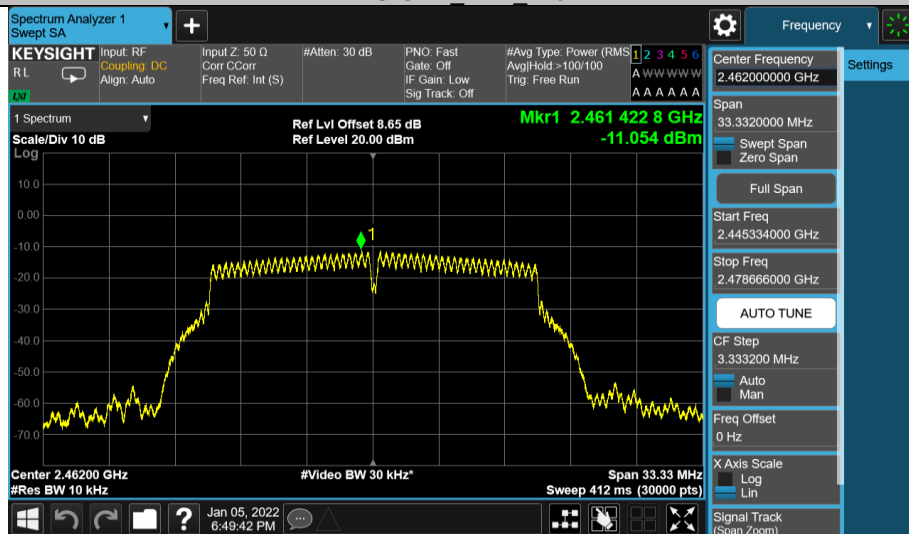 Spectrum Analyzer 1
Swept SA
Frequency
KEYSIGHT
R L
Input: RF
Coupling: DC
Align: Auto
Input Z: 50 Ω
Corr CCorr
Freq Ref: Int (S)
#Atten: 30 dB
PNO: Fast
Gate: Off
IF Gain: Low
Sig Track: Off
#Avg Type: Power (RMS
Avg|Hold:>100/100
Trig: Free Run
1 2 3 4 5 6
A W W W W W
A A A A A A
1 Spectrum
Scale/Div 10 dB
Log
Ref Lvl Offset 8.65 dB
Ref Level 20.00 dBm
Mkr1 2.461 422 8 GHz
-11.054 dBm
10.0
0.00
-10.0
-20.0
-30.0
-40.0
-50.0
-60.0
-70.0
1
Center 2.46200 GHz
#Res BW 10 kHz
#Video BW 30 kHz*
Span 33.33 MHz
Sweep 412 ms (30000 pts)
?
Jan 05, 2022
6:49:42 PM
Center Frequency
2.462000000 GHz
Settings
Span
33.3320000 MHz
Swept Span
Zero Span
Full Span
Start Freq
2.445334000 GHz
Stop Freq
2.478666000 GHz
AUTO TUNE
CF Step
3.333200 MHz
Auto
Man
Freq Offset
0 Hz
X Axis Scale
Log
Lin
Signal Track
(Span Zoom)